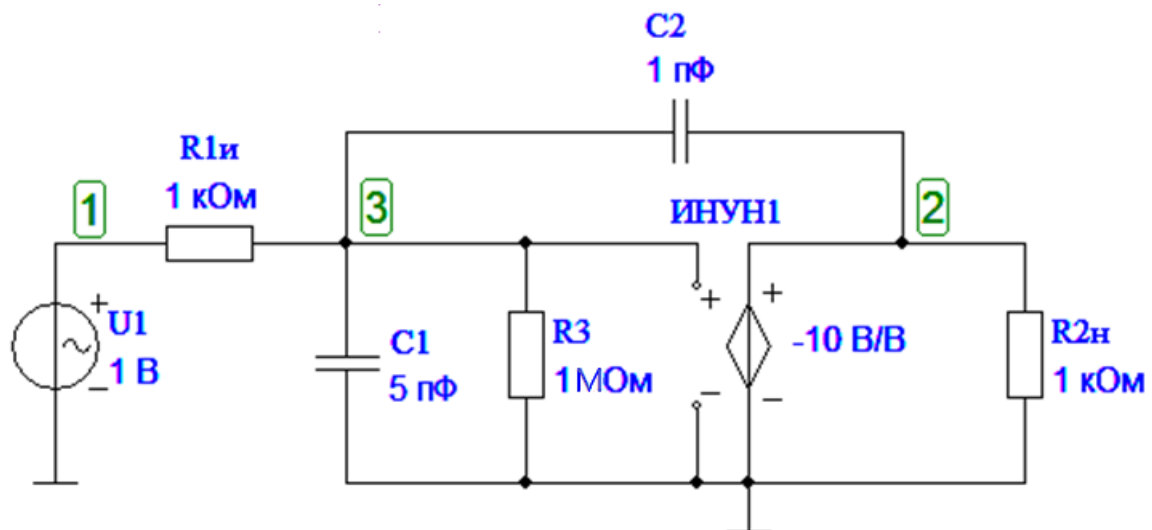 C2
1 пФ
R1и
1 кОм
1
3
ИНУН1
2
+
U1
1 В
−
C1
5 пФ
R3
1МОм
+
−
+
-10 В/В
−
R2н
1 кОм